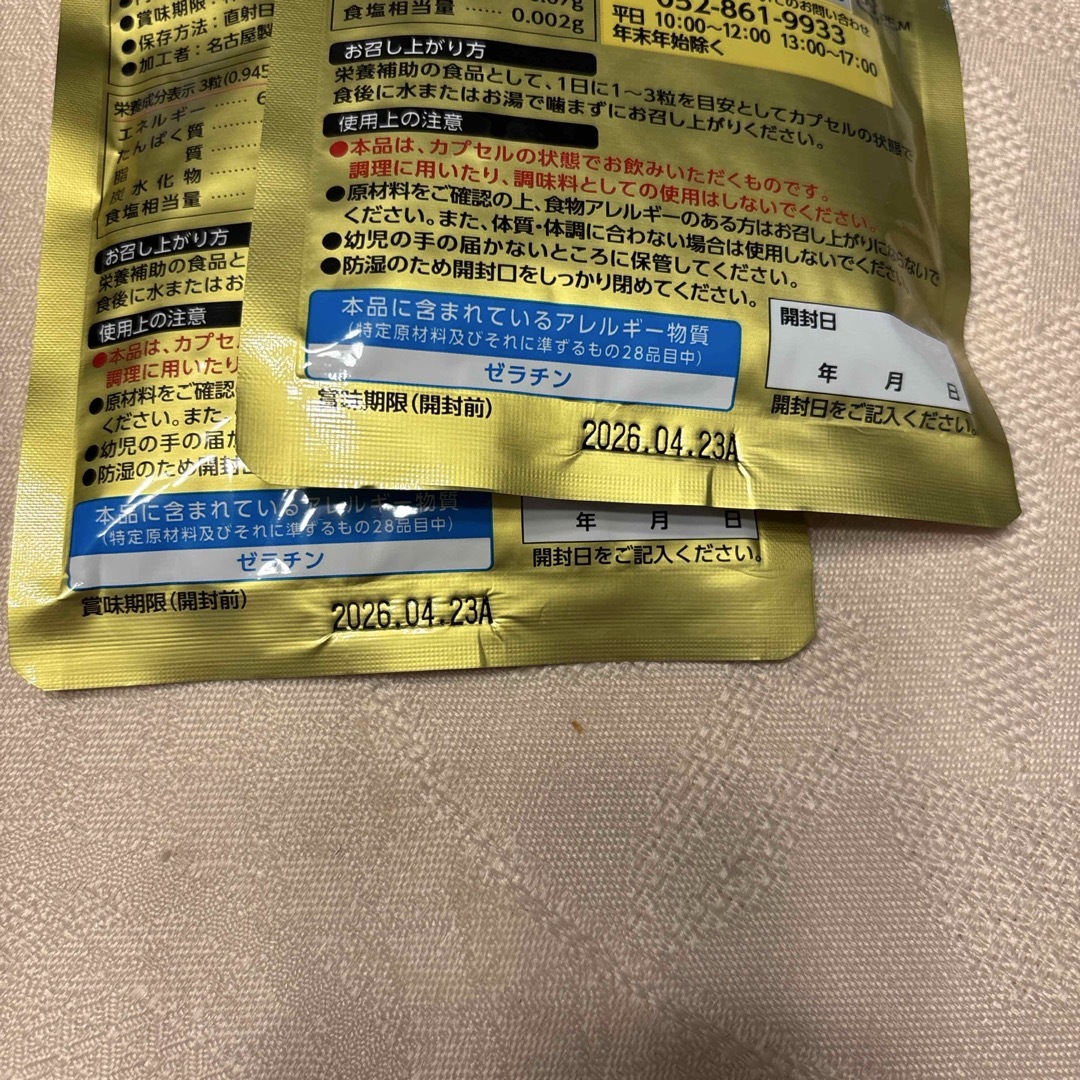 食塩相当量 …… 0.002g
お問い合わせ
052-861-9933
平日 10:00〜12:00 13:00〜17:00
年末年始除く
お召し上がり方
栄養補助の食品として、1日に1〜3粒を目安としてカプセルの状態で
食後に水またはお湯で噛まずにお召し上がりください。
使用上の注意
●本品は、カプセルの状態でお飲みいただくものです。
調理に用いたり、調味料としての使用はしないでください。
●原材料をご確認の上、食物アレルギーのある方はお召し上がりにならないで
ください。また、体質・体調に合わない場合は使用しないでください。
●幼児の手の届かないところに保管してください。
●防湿のため開封口をしっかり閉めてください。
本品に含まれているアレルギー物質
(特定原材料及びそれに準ずるもの28品目中)
ゼラチン
開封日
年 月 日
開封日をご記入ください。
賞味期限(開封前)
2026.04.23A
●賞味期限:
●保存方法:直射日
●加工者:名古屋製
栄養成分表示 3粒(0.945
エネルギー ……
たんぱく質 ……
脂質 ……
炭水化物 ……
食塩相当量 ……
お召し上がり方
栄養補助の食品と
食後に水またはお
使用上の注意
●本品は、カプセ
調理に用いたり
●原材料をご確認
ください。また、
●幼児の手の届か
●防湿のため開封口
本品に含まれているアレルギー物質
(特定原材料及びそれに準ずるもの28品目中)
ゼラチン
年 月 日
開封日をご記入ください。
賞味期限(開封前)
2026.04.23A